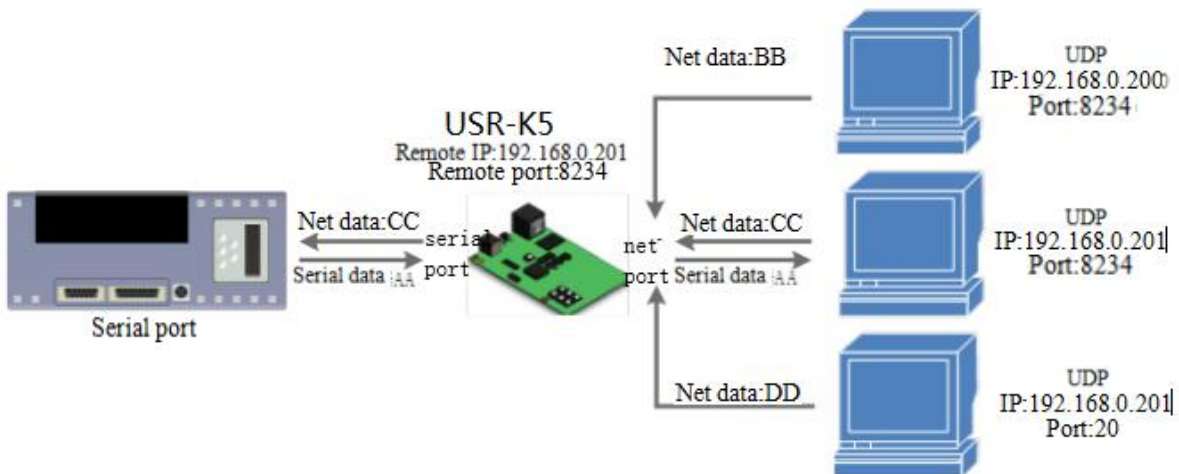 Net data:BB
UDP
IP:192.168.0.200
Port:8234
USR-K5
Remote IP:192.168.0.201
Remote port:8234
Net data:CC
serial
port
Serial data :AA
Serial port
net
port
Net data:CC
Serial data :AA
UDP
IP:192.168.0.201
Port:8234
Net data:DD
UDP
IP:192.168.0.201
Port:20